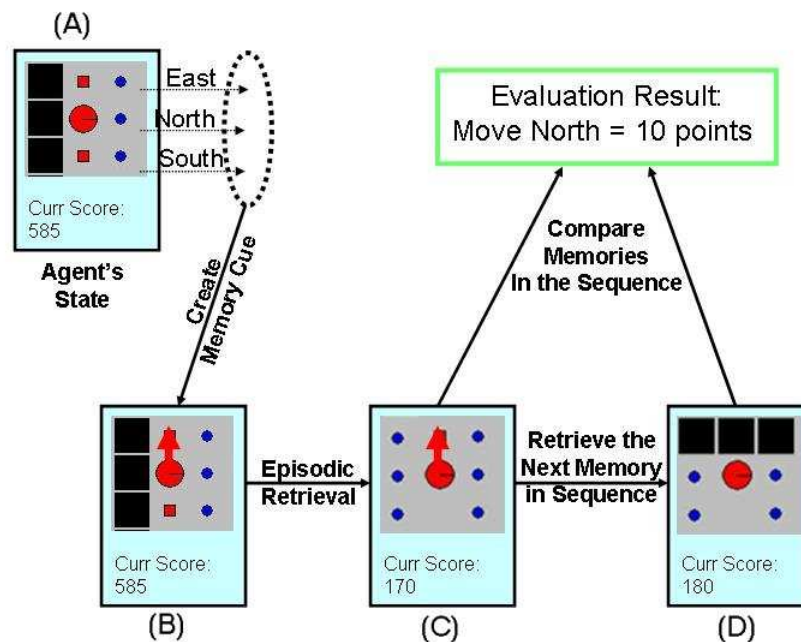 (A)
East
North
South
Curr Score:
585
Agent's
State
Create
Memory Cue
Evaluation Result:
Move North = 10 points
Compare
Memories
In the Sequence
Curr Score:
585
(B)
Episodic
Retrieval
Curr Score:
170
(C)
Retrieve the
Next Memory
in Sequence
Curr Score:
180
(D)